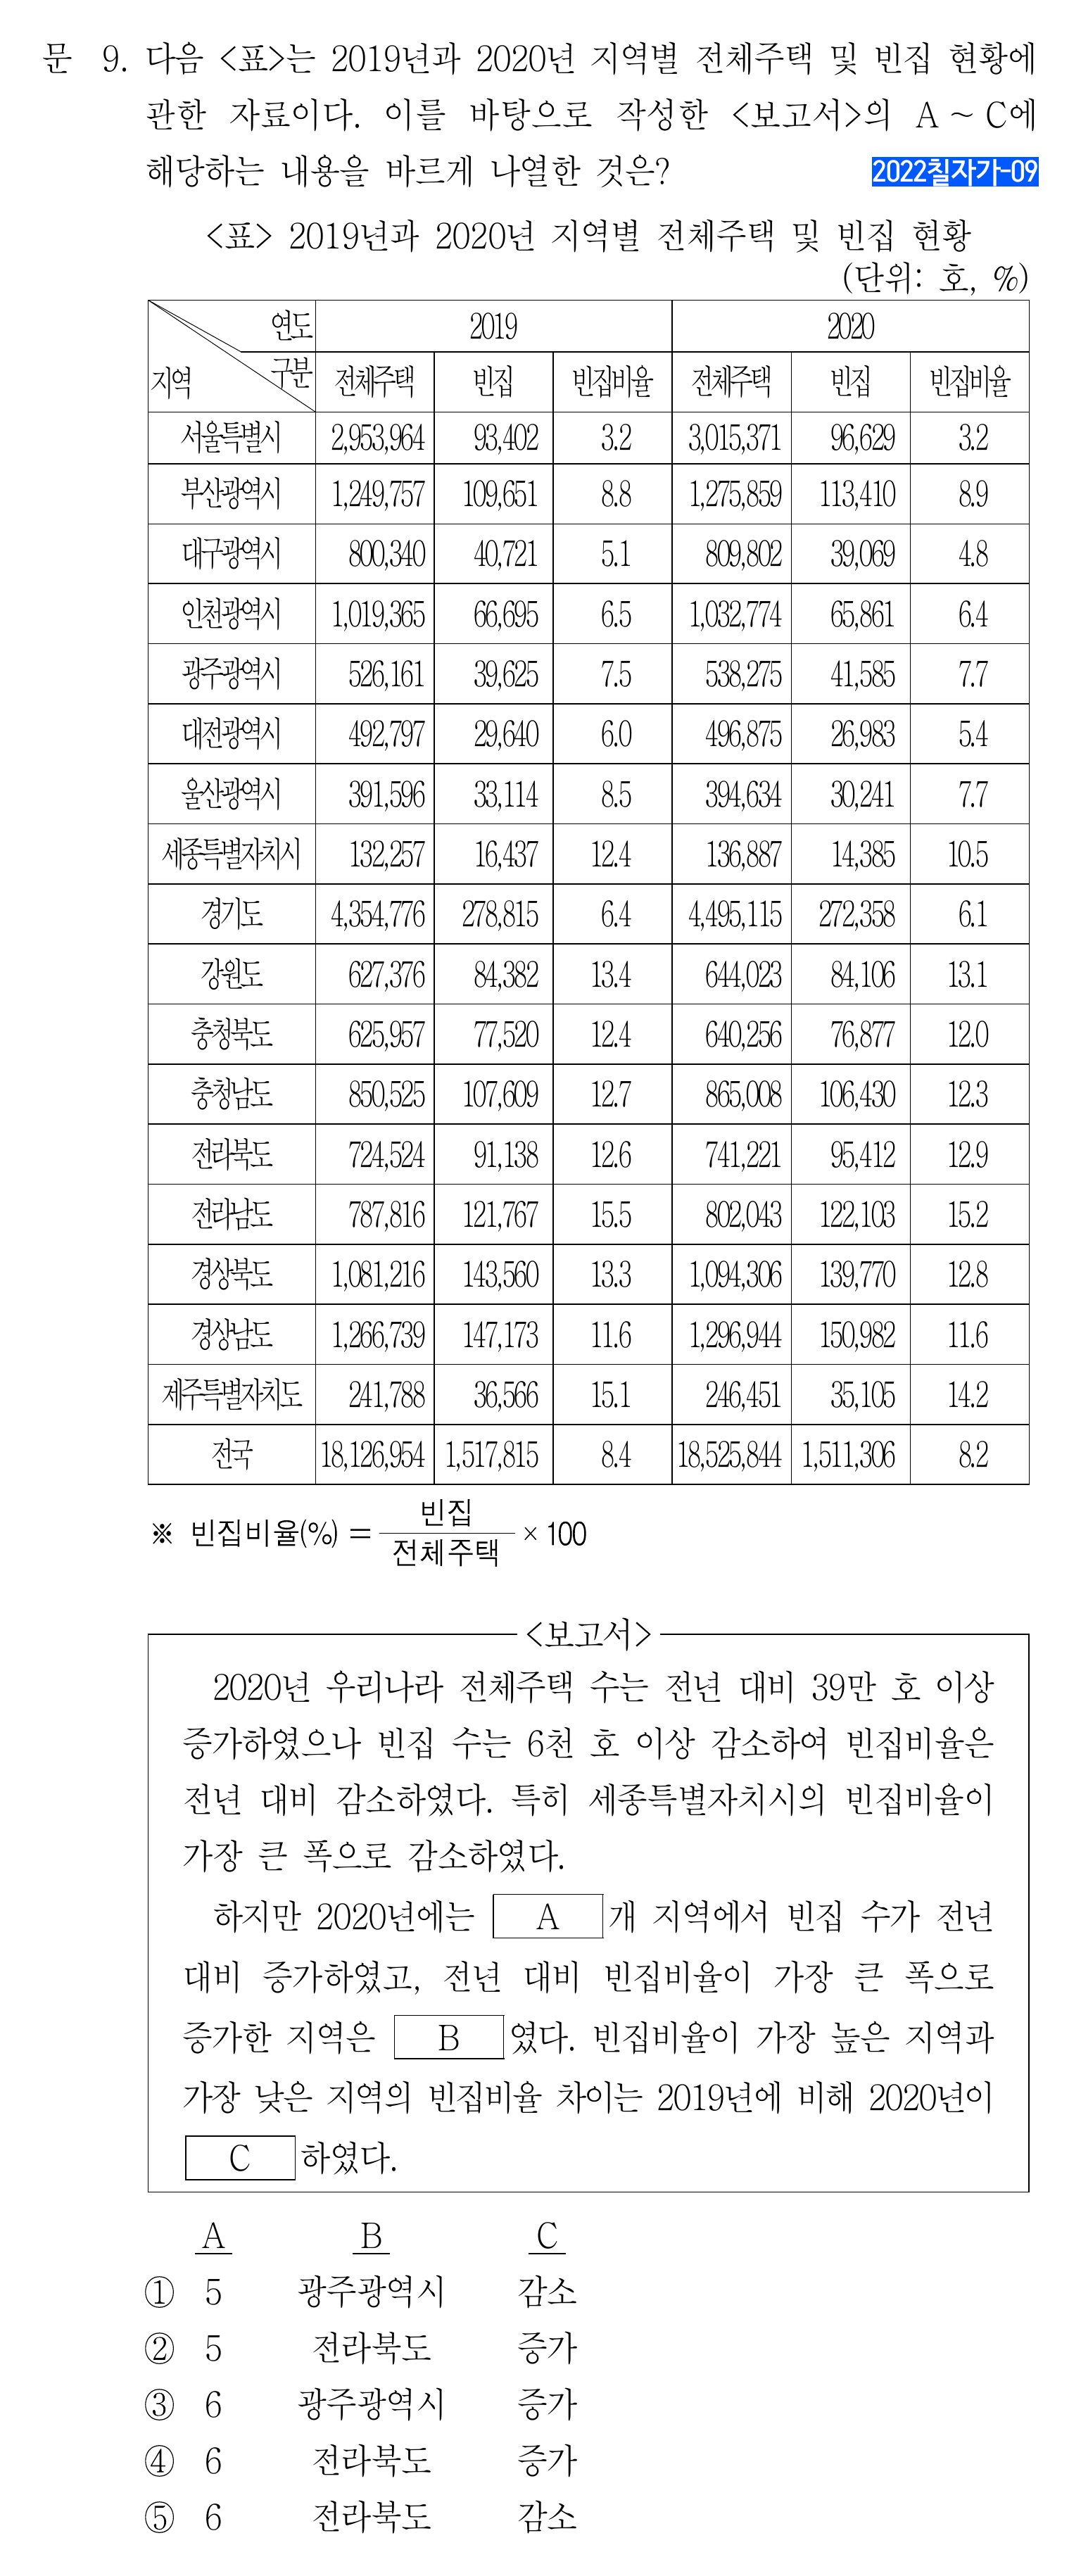 문 9. 다음 <표>는 2019년과 2020년 지역별 전체주택 및 빈집 현황에
관한 자료이다. 이를 바탕으로 작성한 <보고서>의 A ~ C에
해당하는 내용을 바르게 나열한 것은? 2022칠자가-09
<표> 2019년과 2020년 지역별 전체주택 및 빈집 현황
(단위: 호, %)
연도 2019 2020
지역 구분 전체주택 빈집 빈집비율 전체주택 빈집 빈집비율
서울특별시 2,953,964 93,402 3.2 3,015,371 96,629 3.2
부산광역시 1,249,757 109,651 8.8 1,275,859 113,410 8.9
대구광역시 800,340 40,721 5.1 809,802 39,069 4.8
인천광역시 1,019,365 66,695 6.5 1,032,774 65,861 6.4
광주광역시 526,161 39,625 7.5 538,275 41,585 7.7
대전광역시 492,797 29,640 6.0 496,875 26,983 5.4
울산광역시 391,596 33,114 8.5 394,634 30,241 7.7
세종특별자치시 132,257 16,437 12.4 136,887 14,385 10.5
경기도 4,354,776 278,815 6.4 4,495,115 272,358 6.1
강원도 627,376 84,382 13.4 644,023 84,106 13.1
충청북도 625,957 77,520 12.4 640,256 76,877 12.0
충청남도 850,525 107,609 12.7 865,008 106,430 12.3
전라북도 724,524 91,138 12.6 741,221 95,412 12.9
전라남도 787,816 121,767 15.5 802,043 122,103 15.2
경상북도 1,081,216 143,560 13.3 1,094,306 139,770 12.8
경상남도 1,266,739 147,173 11.6 1,296,944 150,982 11.6
제주특별자치도 241,788 36,566 15.1 246,451 35,105 14.2
전국 18,126,954 1,517,815 8.4 18,525,844 1,511,306 8.2
※ 빈집비율(%) = 빈집 / 전체주택 × 100
<보고서>
2020년 우리나라 전체주택 수는 전년 대비 39만 호 이상
증가하였으나 빈집 수는 6천 호 이상 감소하여 빈집비율은
전년 대비 감소하였다. 특히 세종특별자치시의 빈집비율이
가장 큰 폭으로 감소하였다.
하지만 2020년에는 A 개 지역에서 빈집 수가 전년
대비 증가하였고, 전년 대비 빈집비율이 가장 큰 폭으로
증가한 지역은 B 였다. 빈집비율이 가장 높은 지역과
가장 낮은 지역의 빈집비율 차이는 2019년에 비해 2020년이
C 하였다.
A B C
① 5 광주광역시 감소
② 5 전라북도 증가
③ 6 광주광역시 증가
④ 6 전라북도 증가
⑤ 6 전라북도 감소